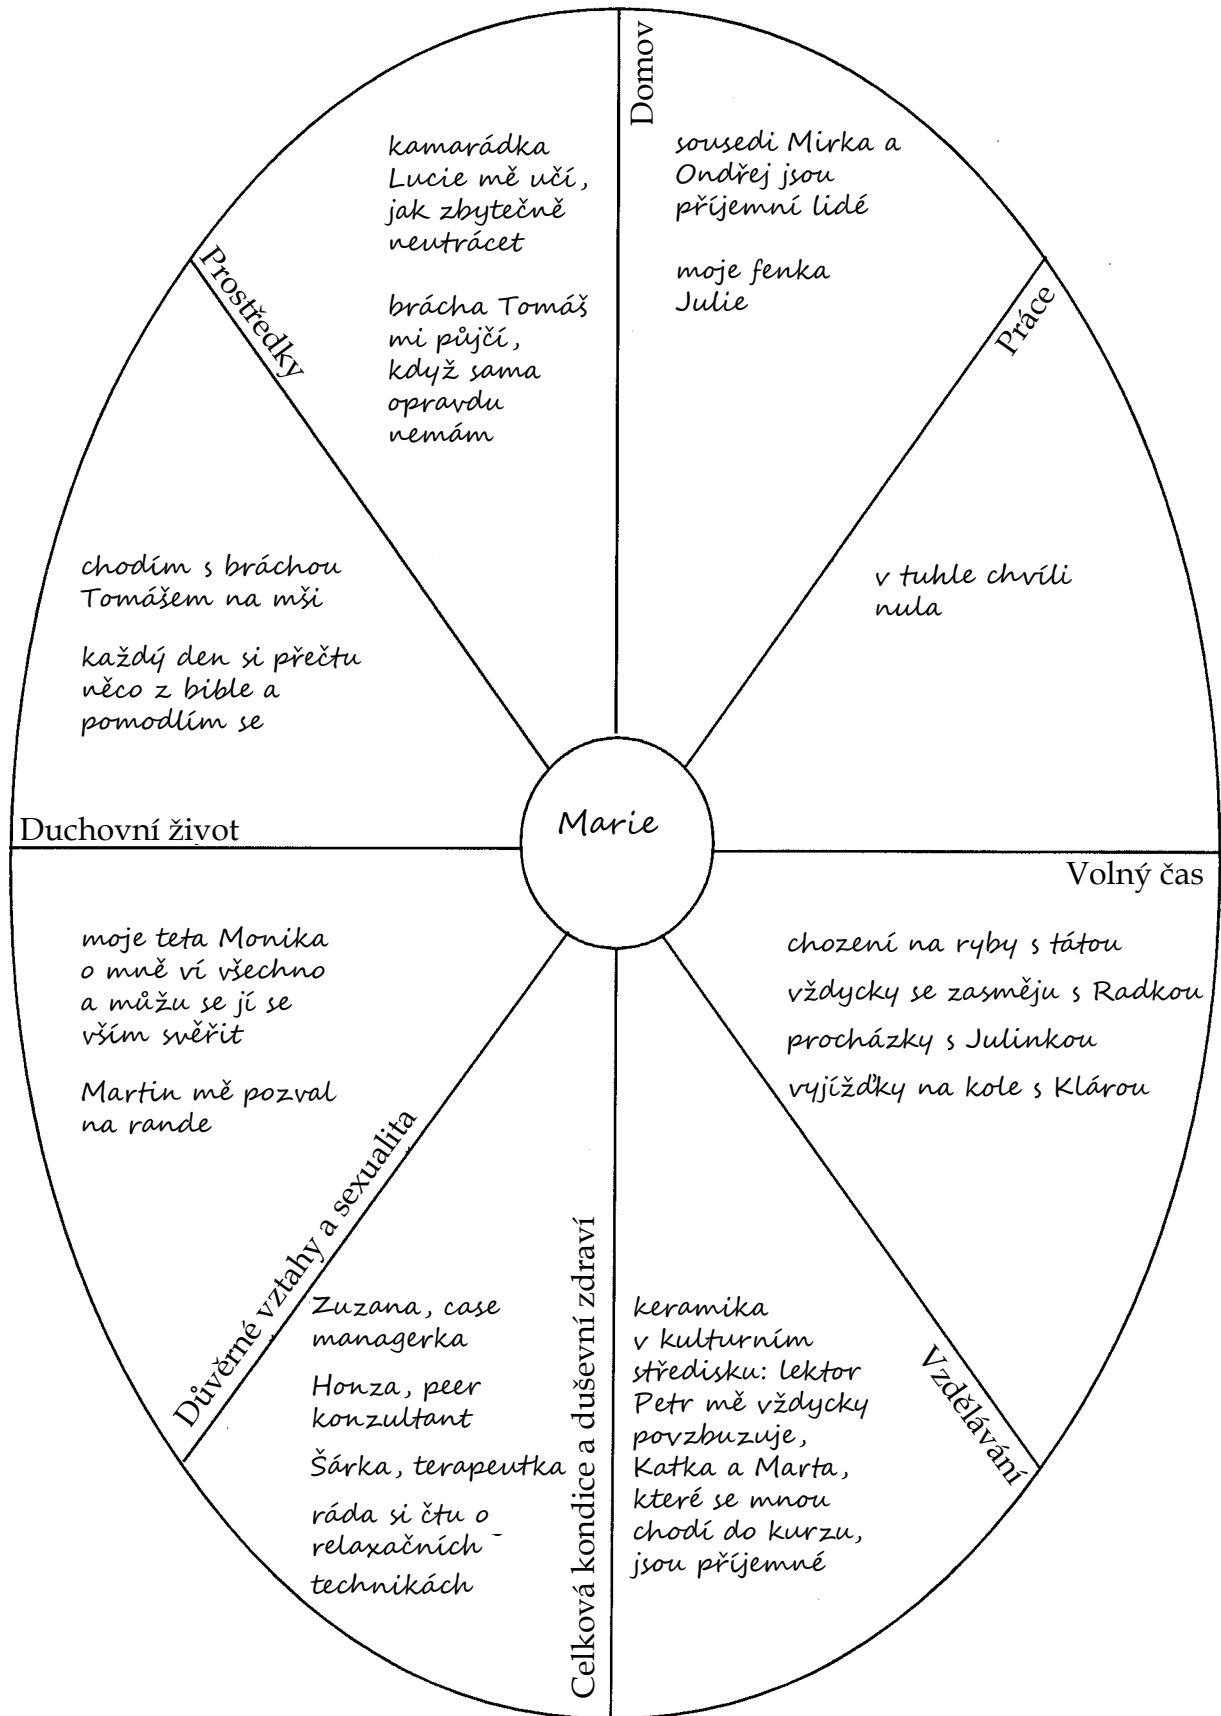 Domov
sousedi Mirka a
Ondřej jsou
příjemní lidé
moje fenka
Julie
Práce
v tuhle chvíli
nula
Volný čas
chození na ryby s tátou
vždycky se zasměju s Radkou
procházky s Julinkou
vyjížďky na kole s Klárou
Vzdělávání
keramika
v kulturním
středisku: lektor
Petr mě vždycky
povzbuzuje,
Katka a Marta,
které se mnou
chodí do kurzu,
jsou příjemné
Celková kondice a duševní zdraví
Zuzana, case
managerka
Honza, peer
konzultant
Šárka, terapeutka
ráda si čtu o
relaxačních
technikách
Důvěrné vztahy a sexualita
moje teta Monika
o mně ví všechno
a můžu se jí se
vším svěřit
Martin mě pozval
na rande
Duchovní život
chodím s bráchou
Tomášem na mši
každý den si přečtu
něco z bible a
pomodlím se
Prostředky
kamarádka
Lucie mě učí,
jak zbytečně
neutrácet
brácha Tomáš
mi půjčí,
když sama
opravdu
nemám
Marie